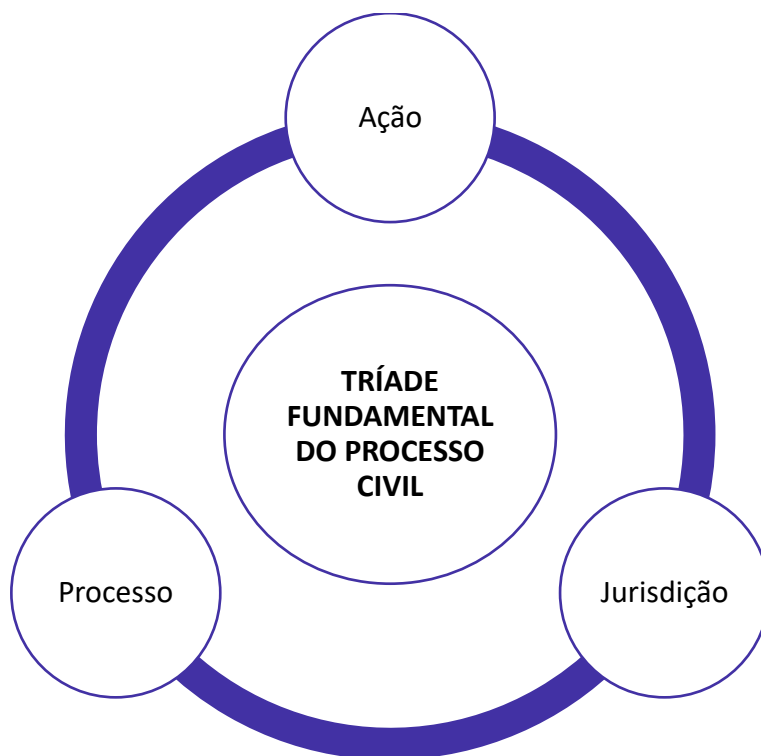 Ação
TRÍADE
FUNDAMENTAL
DO PROCESSO
CIVIL
Processo
Jurisdição